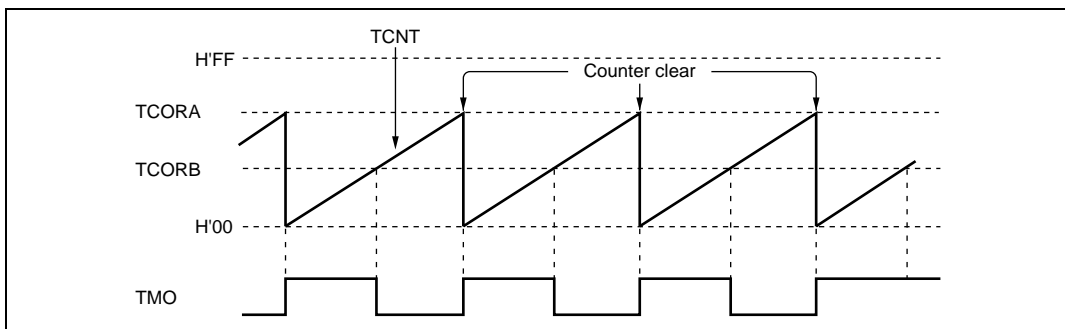 TCNT
H'FF
Counter clear
TCORA
TCORB
H'00
TMO